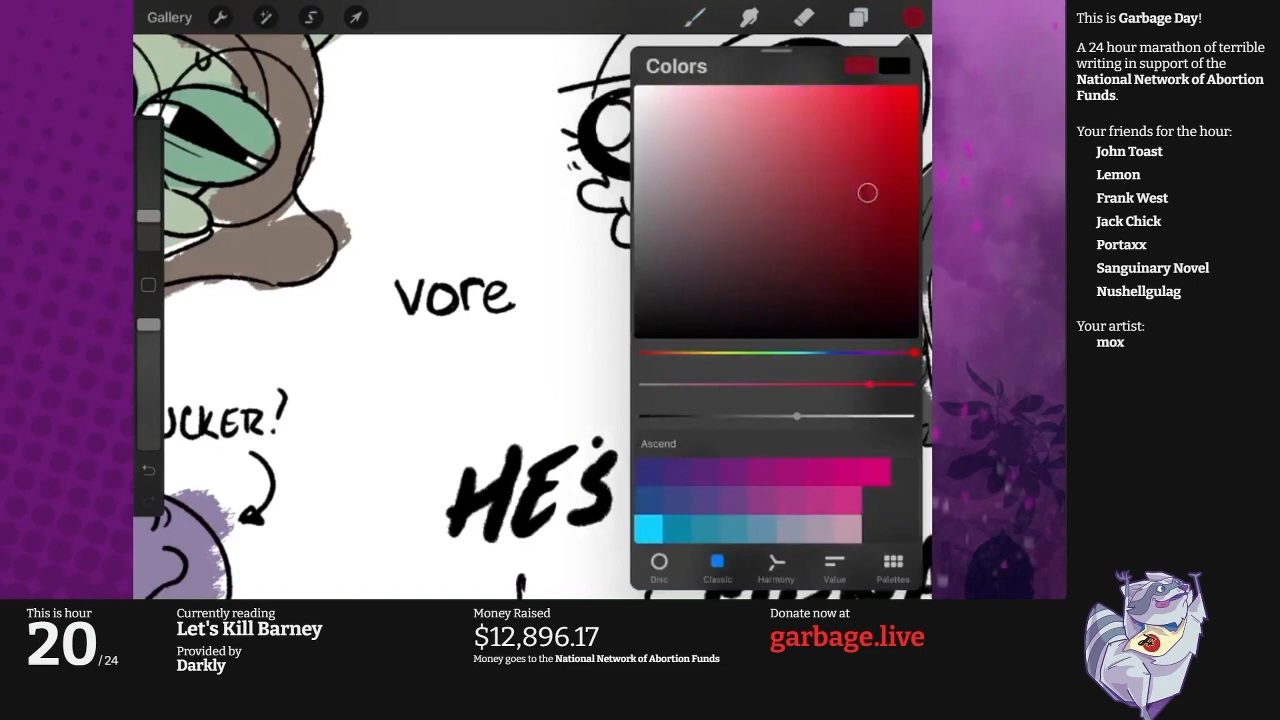 Gallery
Colors
vore
UCKER?
HE'S
Ascend
Disc
Classic
Harmony
Value
Palettes
This is Garbage Day!
A 24 hour marathon of terrible
writing in support of the
National Network of Abortion
Funds.
Your friends for the hour:
John Toast
Lemon
Frank West
Jack Chick
Portaxx
Sanguinary Novel
Nushellgulag
Your artist:
mox
This is hour
20/24
Currently reading
Let's Kill Barney
Provided by
Darkly
Money Raised
$12,896.17
Money goes to the National Network of Abortion Funds
Donate now at
garbage.live